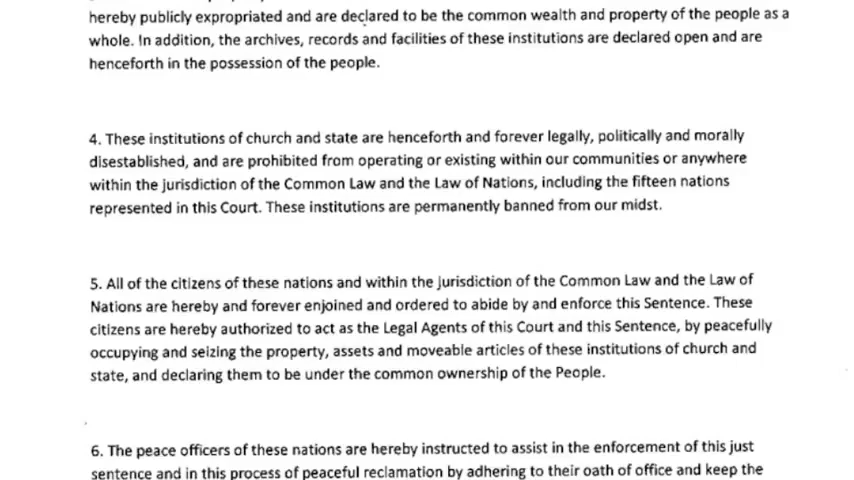 hereby publicly expropriated and are declared to be the common wealth and property of the people as a
whole. In addition, the archives, records and facilities of these institutions are declared open and are
henceforth in the possession of the people.
4. These institutions of church and state are henceforth and forever legally, politically and morally
disestablished, and are prohibited from operating or existing within our communities or anywhere
within the jurisdiction of the Common Law and the Law of Nations, including the fifteen nations
represented in this Court. These institutions are permanently banned from our midst.
5. All of the citizens of these nations and within the jurisdiction of the Common Law and the Law of
Nations are hereby and forever enjoined and ordered to abide by and enforce this Sentence. These
citizens are hereby authorized to act as the Legal Agents of this Court and this Sentence, by peacefully
occupying and seizing the property, assets and moveable articles of these institutions of church and
state, and declaring them to be under the common ownership of the People.
6. The peace officers of these nations are hereby instructed to assist in the enforcement of this just
sentence and in this process of peaceful reclamation by adhering to their oath of office and keep the